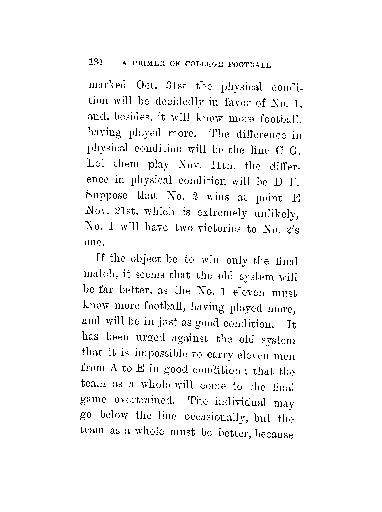 132 A PRIMER OF COLLEGE FOOTBALL
marked Oct. 31st the physical condi-
tion will be decidedly in favor of No. 1,
and, besides, it will know more football,
having played more. The difference in
physical condition will be the line C G.
Let them play Nov. 11th, the differ-
ence in physical condition will be D F.
Suppose that No. 2 wins at point E
Nov. 21st, which is extremely unlikely,
No. 1 will have two victories to No. 2's
one.
If the object be to win only the final
match, it seems that the old system will
be far better, as the No. 1 eleven must
know more football, having played more,
and will be in just as good condition. It
has been urged against the old system
that it is impossible to carry eleven men
from A to E in good condition; that the
team as a whole will come to the final
game overtrained. The individual may
go below the line occasionally, but the
team as a whole must be better, because